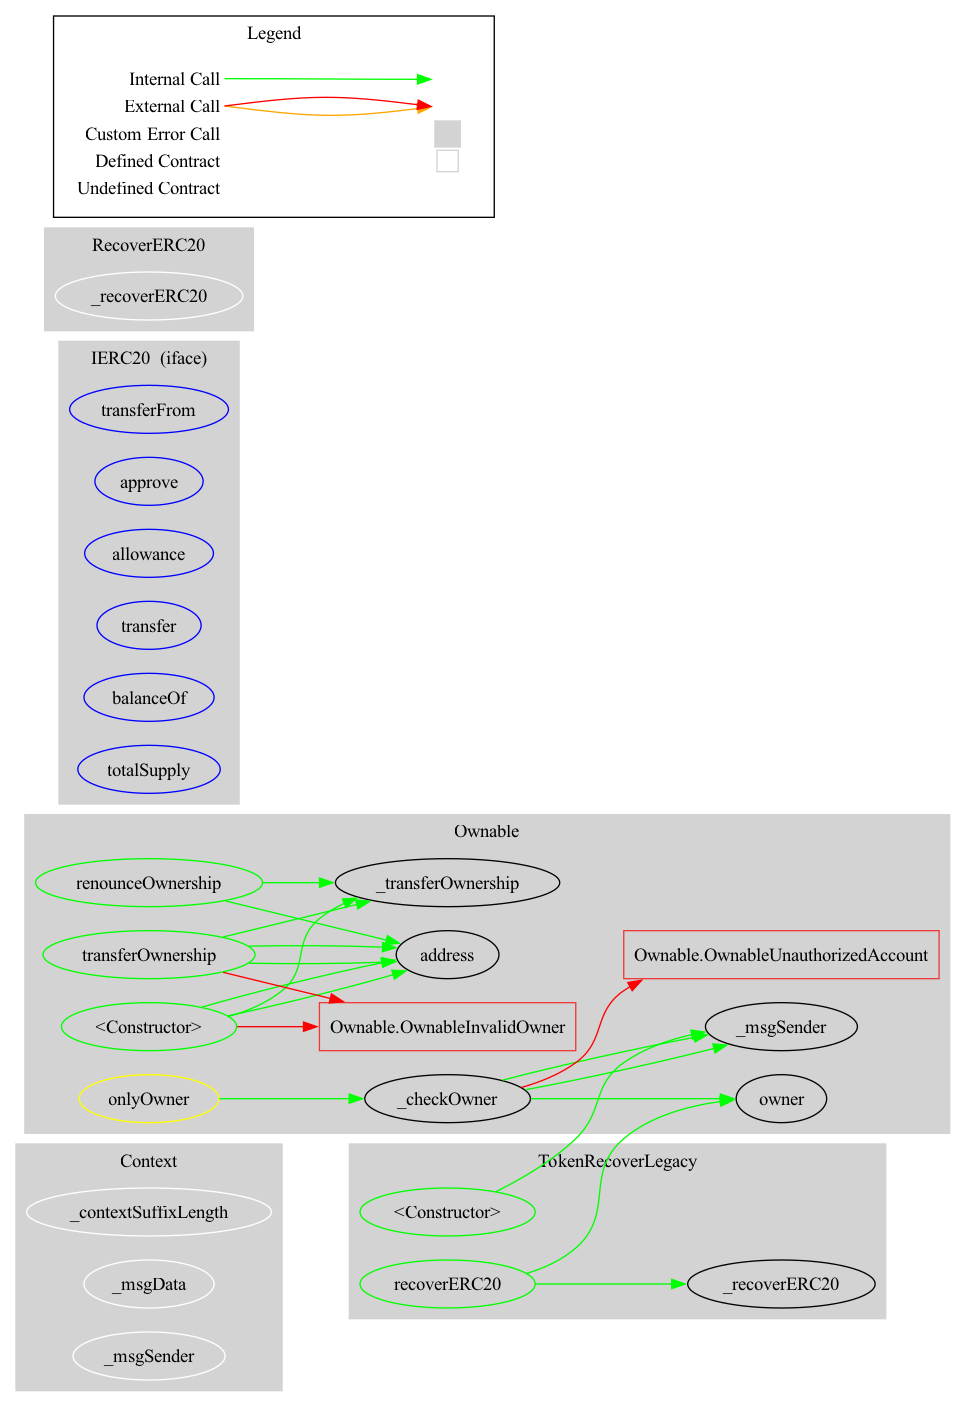 Legend
Internal Call
External Call
Custom Error Call
Defined Contract
Undefined Contract
RecoverERC20
_recoverERC20
IERC20  (iface)
transferFrom
approve
allowance
transfer
balanceOf
totalSupply
Ownable
renounceOwnership
_transferOwnership
transferOwnership
address
Ownable.OwnableUnauthorizedAccount
<Constructor>
Ownable.OwnableInvalidOwner
_msgSender
onlyOwner
_checkOwner
owner
Context
_contextSuffixLength
_msgData
_msgSender
TokenRecoverLegacy
<Constructor>
recoverERC20
_recoverERC20